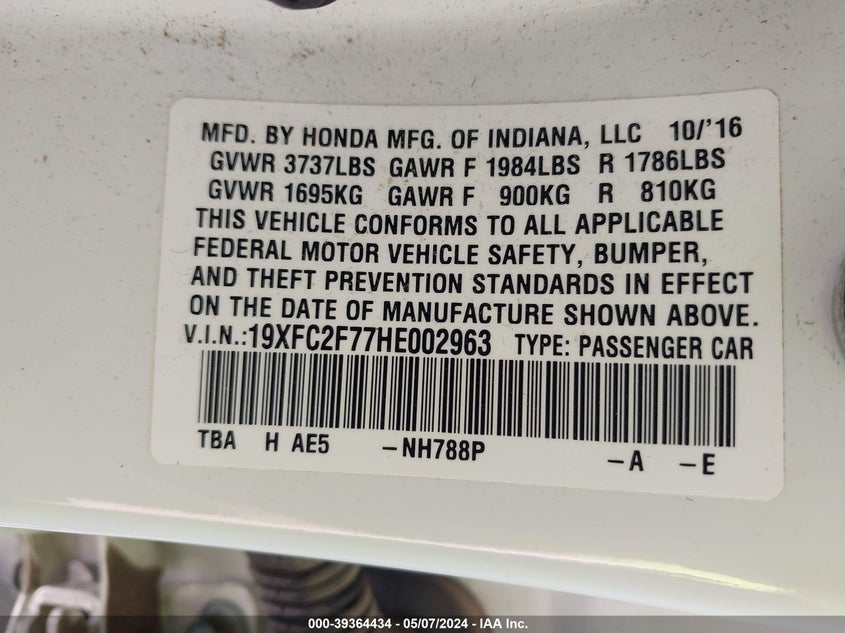 MFD. BY HONDA MFG. OF INDIANA, LLC 10/'16
GVWR 3737LBS GAWR F 1984LBS R 1786LBS
GVWR 1695KG GAWR F 900KG R 810KG
THIS VEHICLE CONFORMS TO ALL APPLICABLE
FEDERAL MOTOR VEHICLE SAFETY, BUMPER,
AND THEFT PREVENTION STANDARDS IN EFFECT
ON THE DATE OF MANUFACTURE SHOWN ABOVE.
V.I.N.:19XFC2F77HE002963 TYPE: PASSENGER CAR
TBA H AE5 -NH788P -A -E
000-39364434 - 05/07/2024 - IAA Inc.